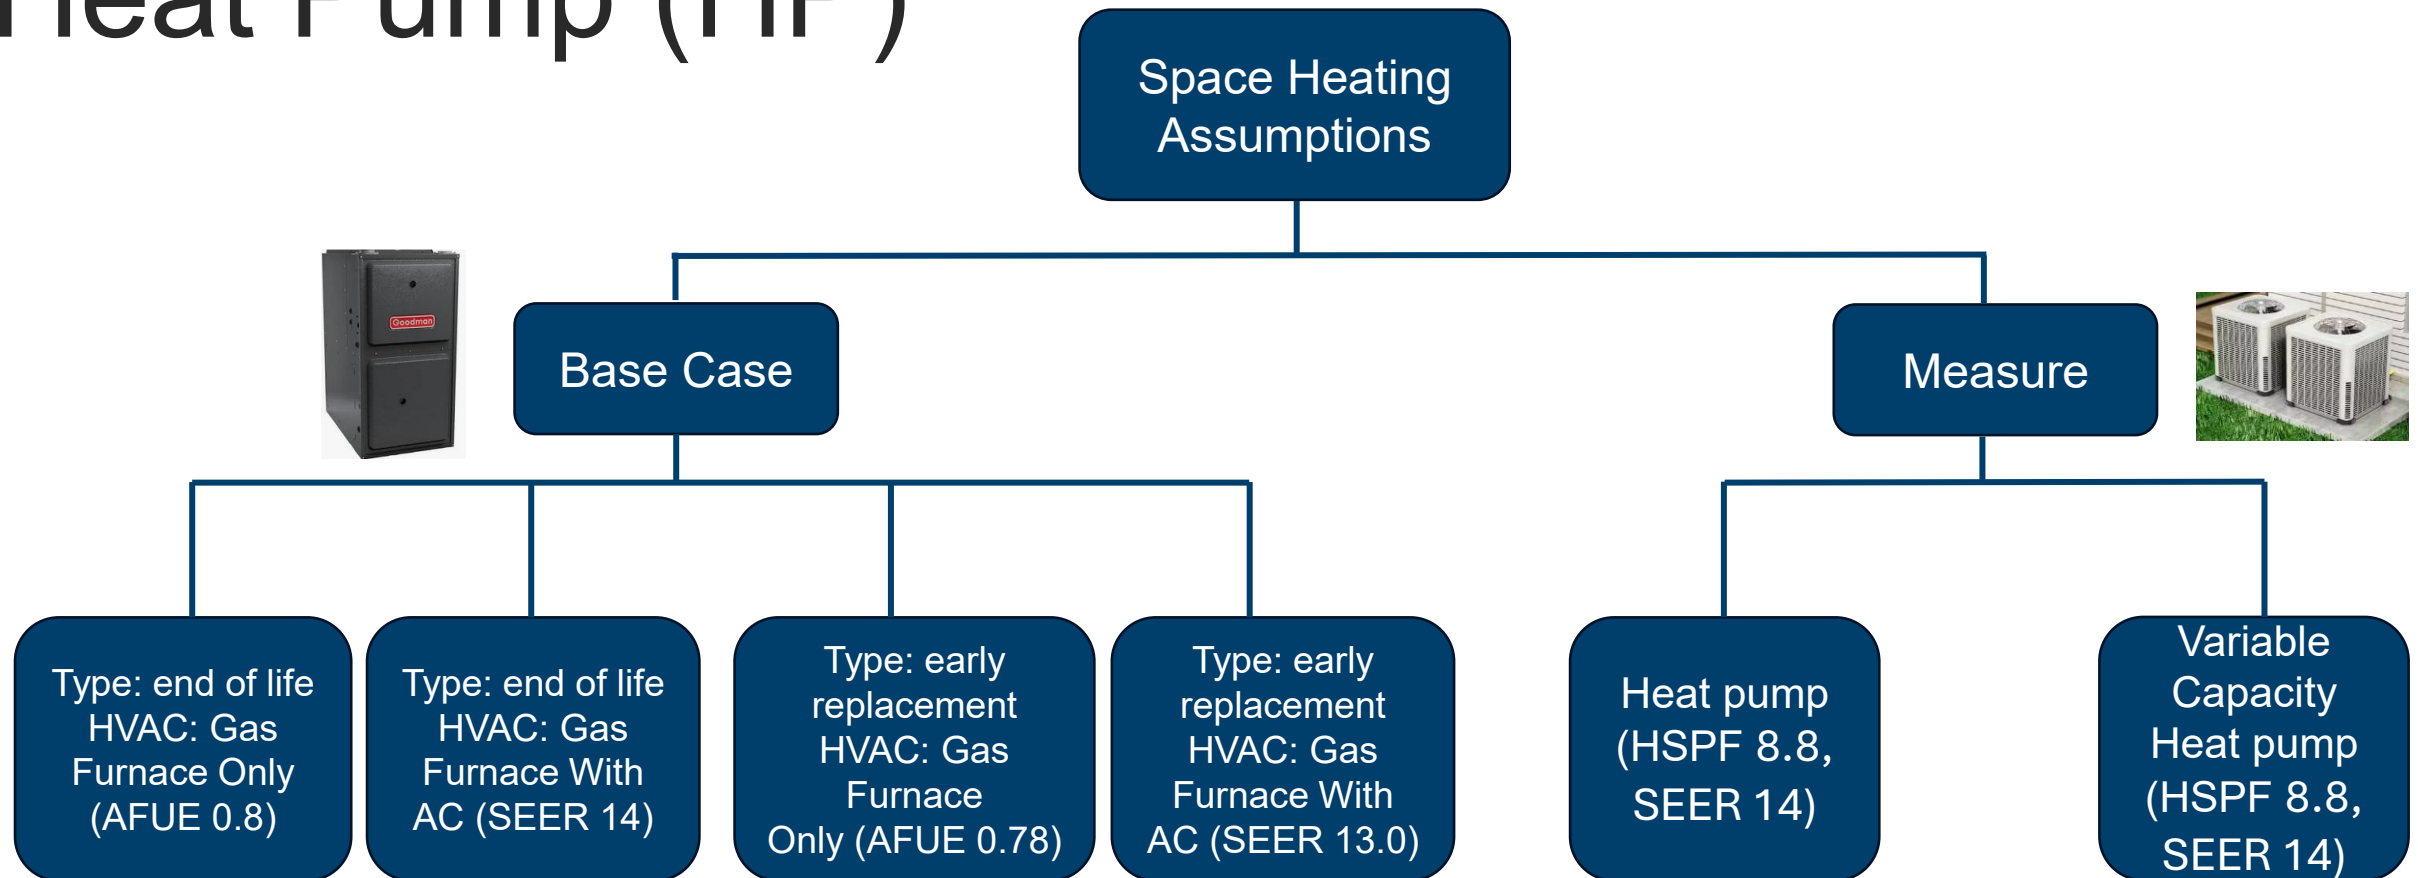 Heat Pump (HP)
Space Heating
Assumptions
Goodman
Base Case
Measure
Type: end of life
HVAC: Gas
Furnace Only
(AFUE 0.8)
Type: end of life
HVAC: Gas
Furnace With
AC (SEER 14)
Type: early
replacement
HVAC: Gas
Furnace
Only (AFUE 0.78)
Type: early
replacement
HVAC: Gas
Furnace With
AC (SEER 13.0)
Heat pump
(HSPF 8.8,
SEER 14)
Variable
Capacity
Heat pump
(HSPF 8.8,
SEER 14)